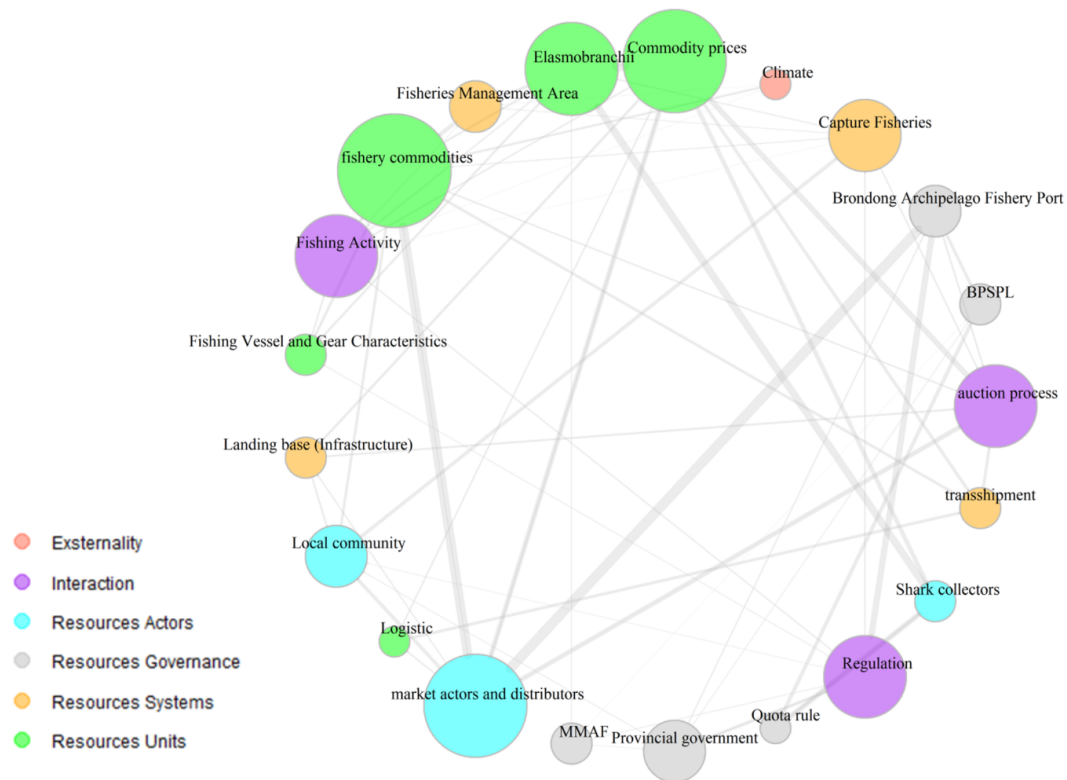 Commodity prices
Elasmobranchii
Climate
Fisheries Management Area
Capture Fisheries
fishery commodities
Brondong Archipelago Fishery Port
Fishing Activity
BPSPL
Fishing Vessel and Gear Characteristics
auction process
Landing base (Infrastructure)
transshipment
Exsternality
Local community
Interaction
Shark collectors
Resources Actors
Logistic
Resources Governance
Regulation
market actors and distributors
Resources Systems
Quota rule
MMAF
Provincial government
Resources Units